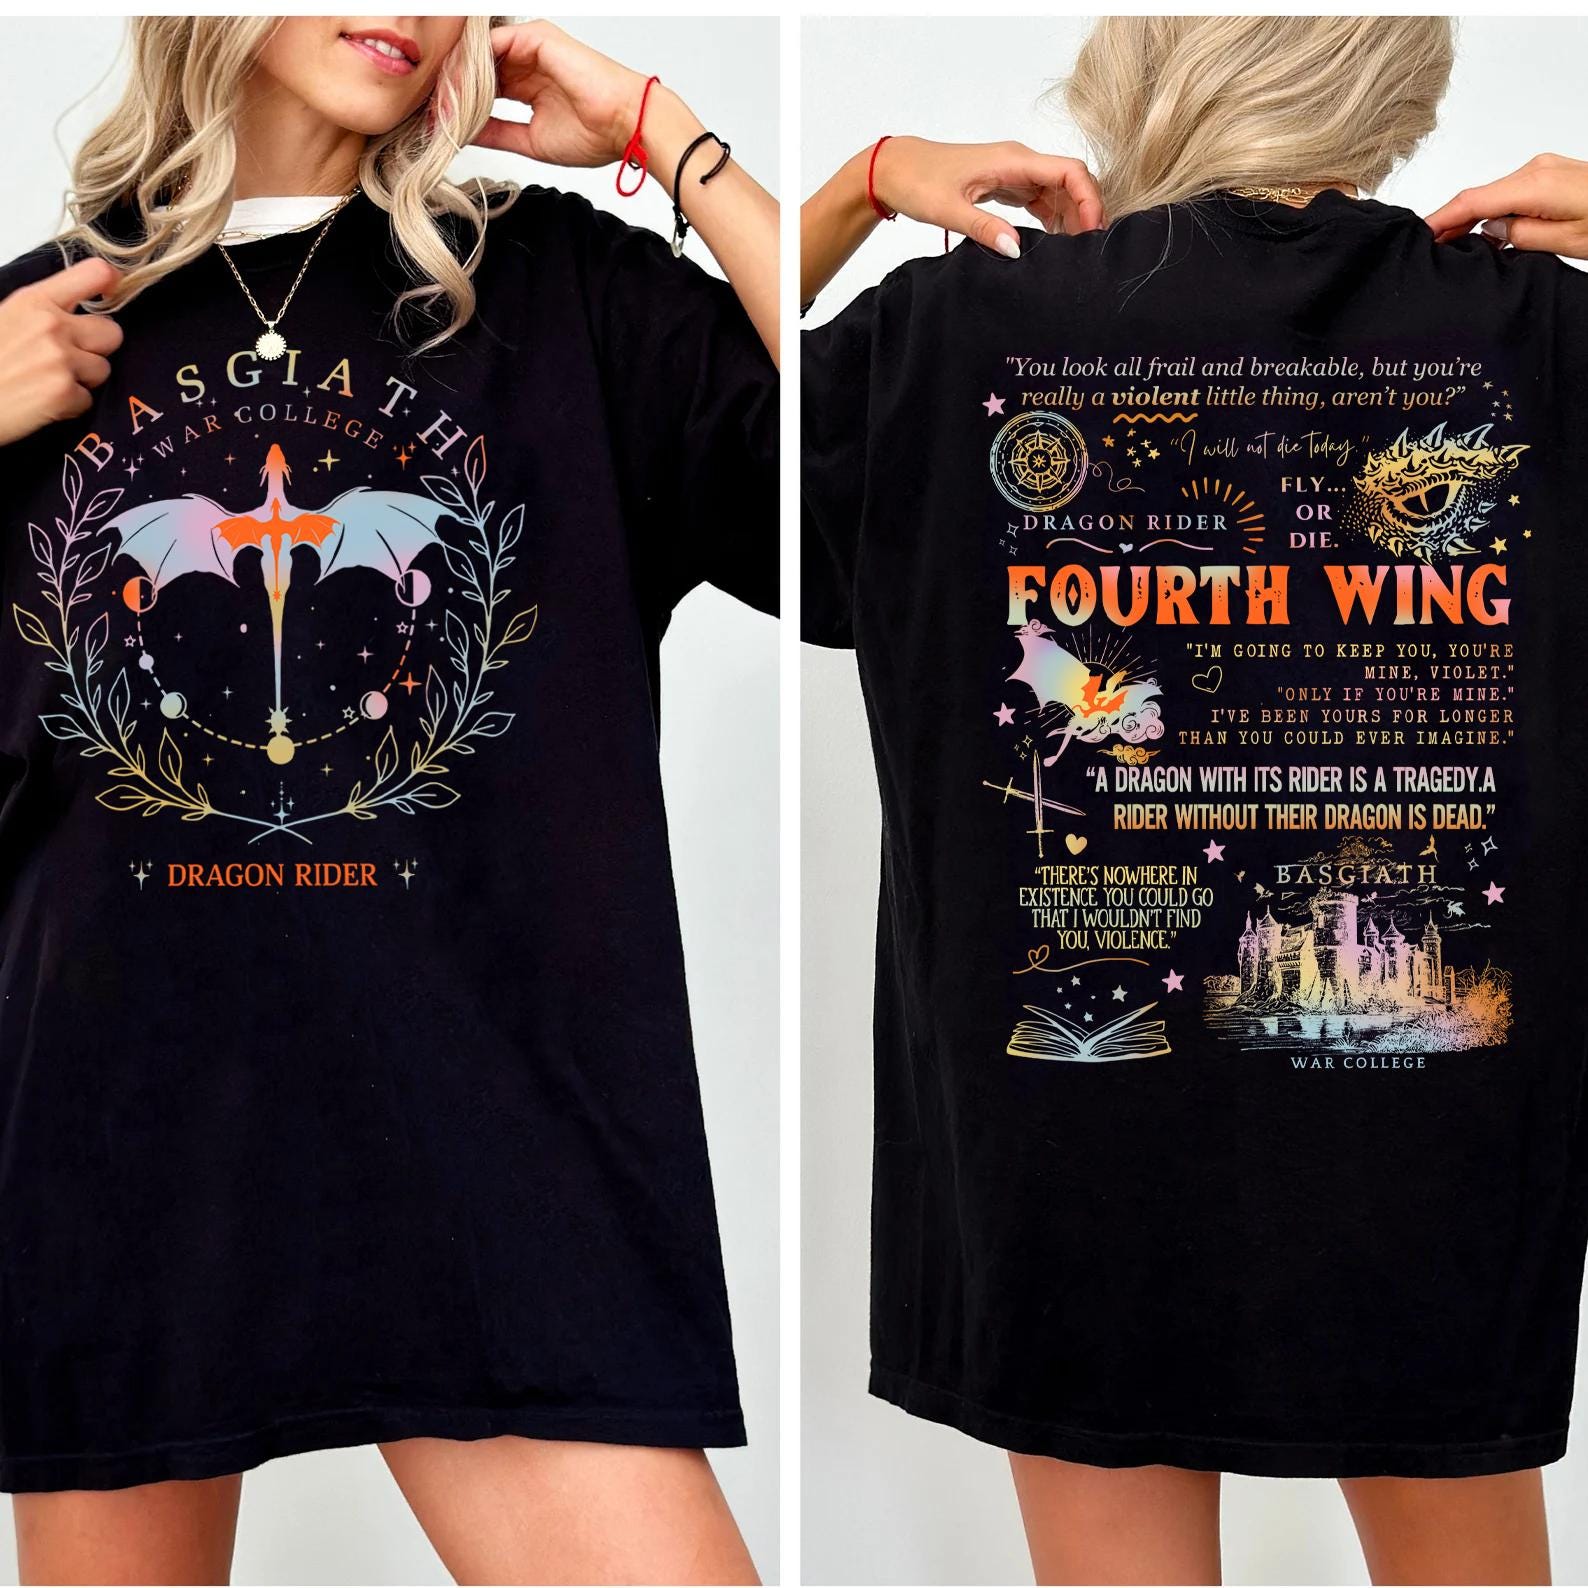 BASGIATH
WAR COLLEGE
DRAGON RIDER
"You look all frail and breakable, but you're
really a violent little thing, aren't you?"
"I will not die today."
FLY...
OR
DIE.
DRAGON RIDER
FOURTH WING
"I'M GOING TO KEEP YOU, YOU'RE
MINE, VIOLET."
"ONLY IF YOU'RE MINE."
I'VE BEEN YOURS FOR LONGER
THAN YOU COULD EVER IMAGINE."
"A DRAGON WITH ITS RIDER IS A TRAGEDY.A
RIDER WITHOUT THEIR DRAGON IS DEAD."
"THERE'S NOWHERE IN
EXISTENCE YOU COULD GO
THAT I WOULDN'T FIND
YOU, VIOLENCE."
BASGIATH
WAR COLLEGE